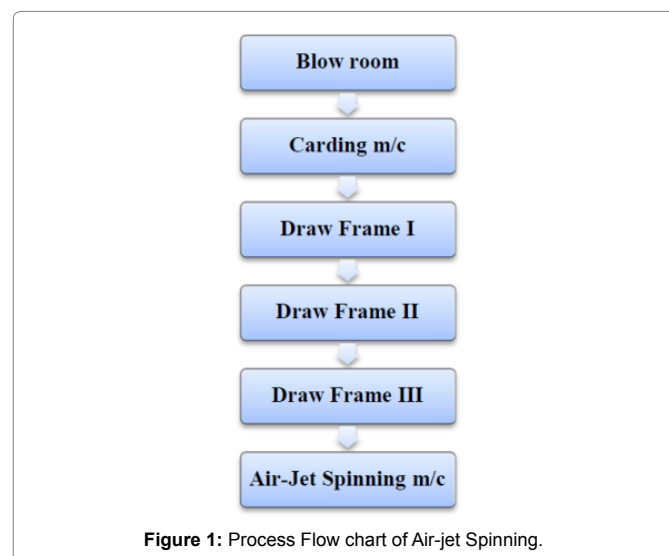 Blow room
Carding m/c
Draw Frame I
Draw Frame II
Draw Frame III
Air-Jet Spinning m/c
Figure 1: Process Flow chart of Air-jet Spinning.